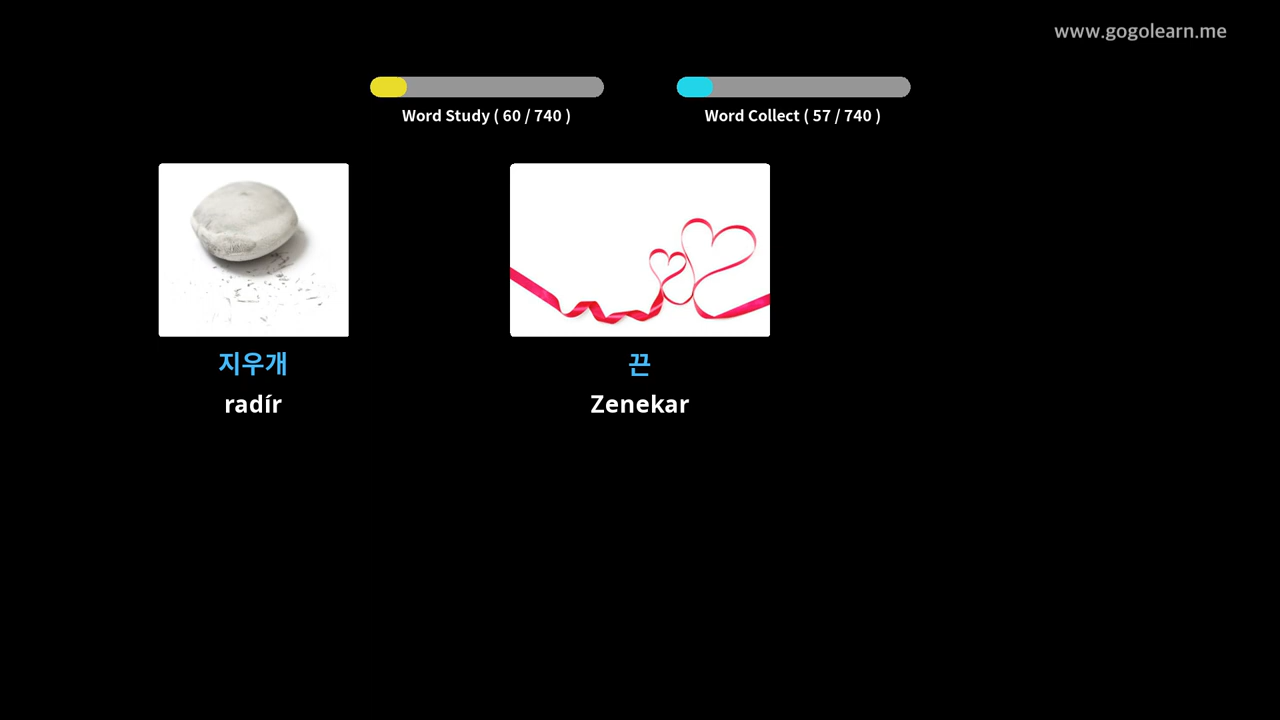 www.gogolearn.me
Word Study ( 60 / 740 )
Word Collect ( 57 / 740 )
지우개
radír
끈
Zenekar